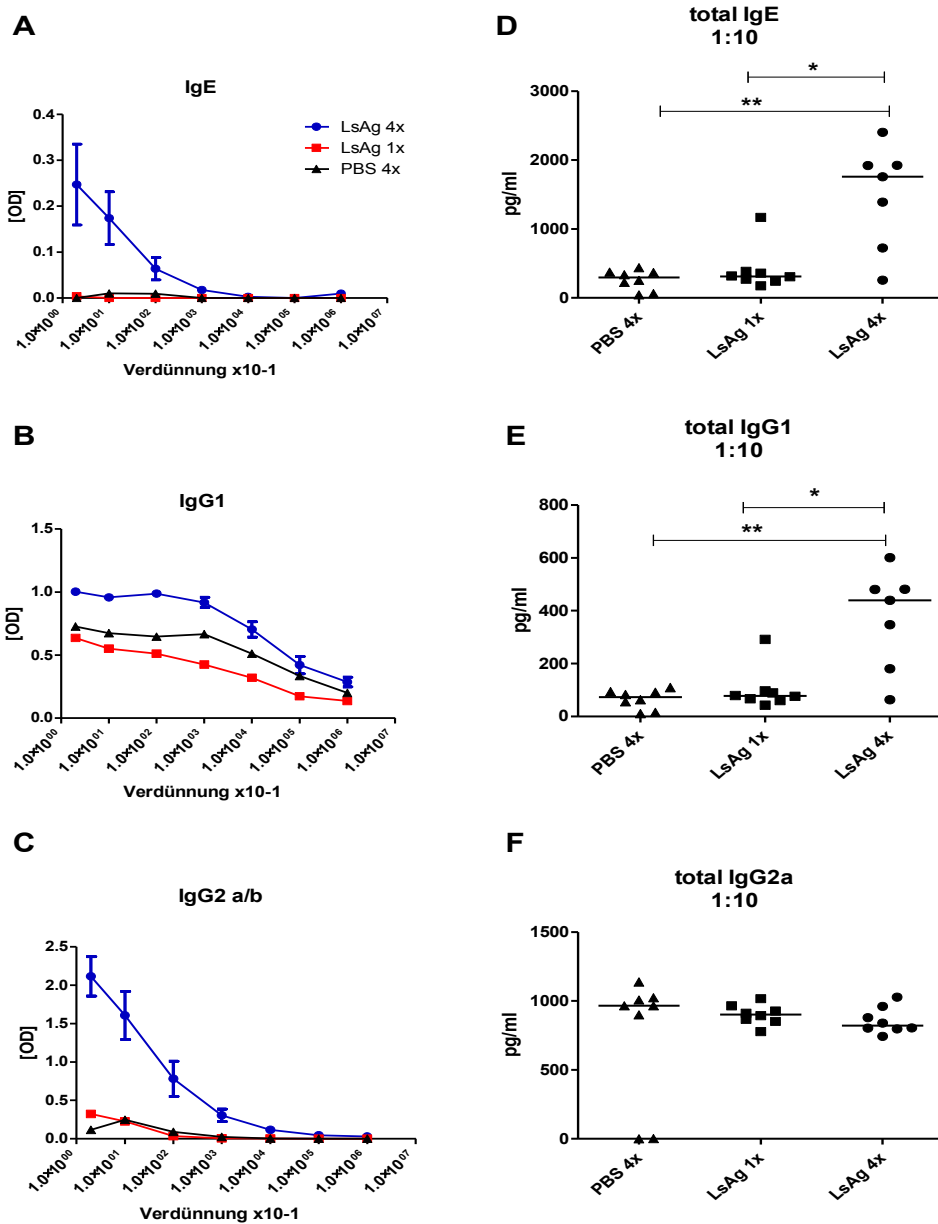 A
IgE
0.4
0.3
0.2
0.1
0.0
[OD]
LsAg 4x
LsAg 1x
PBS 4x
1.0×10⁰⁰
1.0×10⁰¹
1.0×10⁰²
1.0×10⁰³
1.0×10⁰⁴
1.0×10⁰⁵
1.0×10⁰⁶
1.0×10⁰⁷
Verdünnung x10-1
D
total IgE
1:10
*
**
3000
2000
1000
0
pg/ml
PBS 4x
LsAg 1x
LsAg 4x
B
IgG1
1.5
1.0
0.5
0.0
[OD]
1.0×10⁰⁰
1.0×10⁰¹
1.0×10⁰²
1.0×10⁰³
1.0×10⁰⁴
1.0×10⁰⁵
1.0×10⁰⁶
1.0×10⁰⁷
Verdünnung x10-1
E
total IgG1
1:10
*
**
800
600
400
200
0
pg/ml
PBS 4x
LsAg 1x
LsAg 4x
C
IgG2 a/b
2.5
2.0
1.5
1.0
0.5
0.0
[OD]
1.0×10⁰⁰
1.0×10⁰¹
1.0×10⁰²
1.0×10⁰³
1.0×10⁰⁴
1.0×10⁰⁵
1.0×10⁰⁶
1.0×10⁰⁷
Verdünnung x10-1
F
total IgG2a
1:10
1500
1000
500
0
pg/ml
PBS 4x
LsAg 1x
LsAg 4x